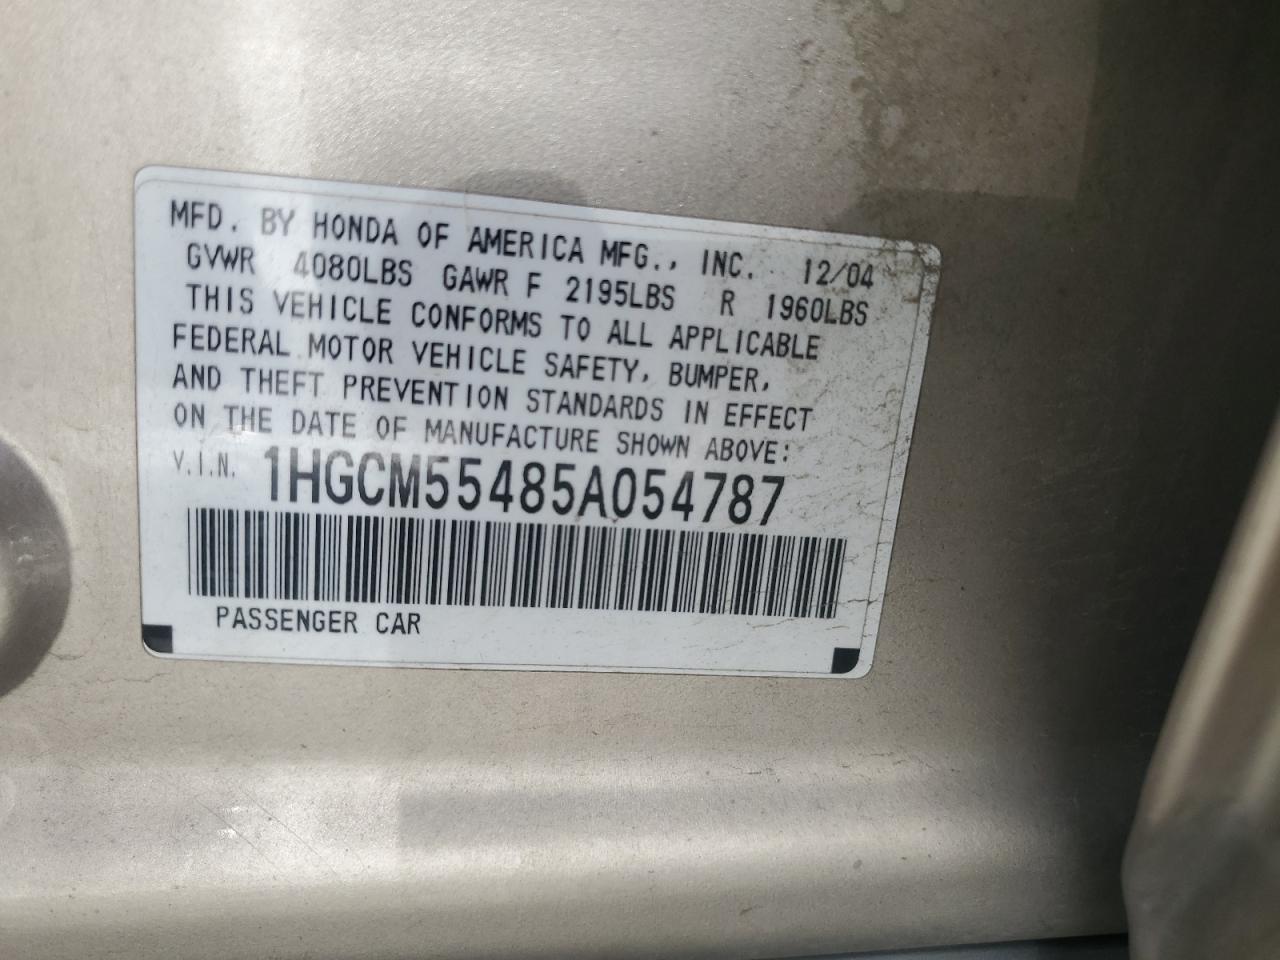 MFD. BY HONDA OF AMERICA MFG., INC. 12/04
GVWR 4080LBS GAWR F 2195LBS R 1960LBS
THIS VEHICLE CONFORMS TO ALL APPLICABLE
FEDERAL MOTOR VEHICLE SAFETY, BUMPER,
AND THEFT PREVENTION STANDARDS IN EFFECT
ON THE DATE OF MANUFACTURE SHOWN ABOVE:
V.I.N. 1HGCM55485A054787
PASSENGER CAR